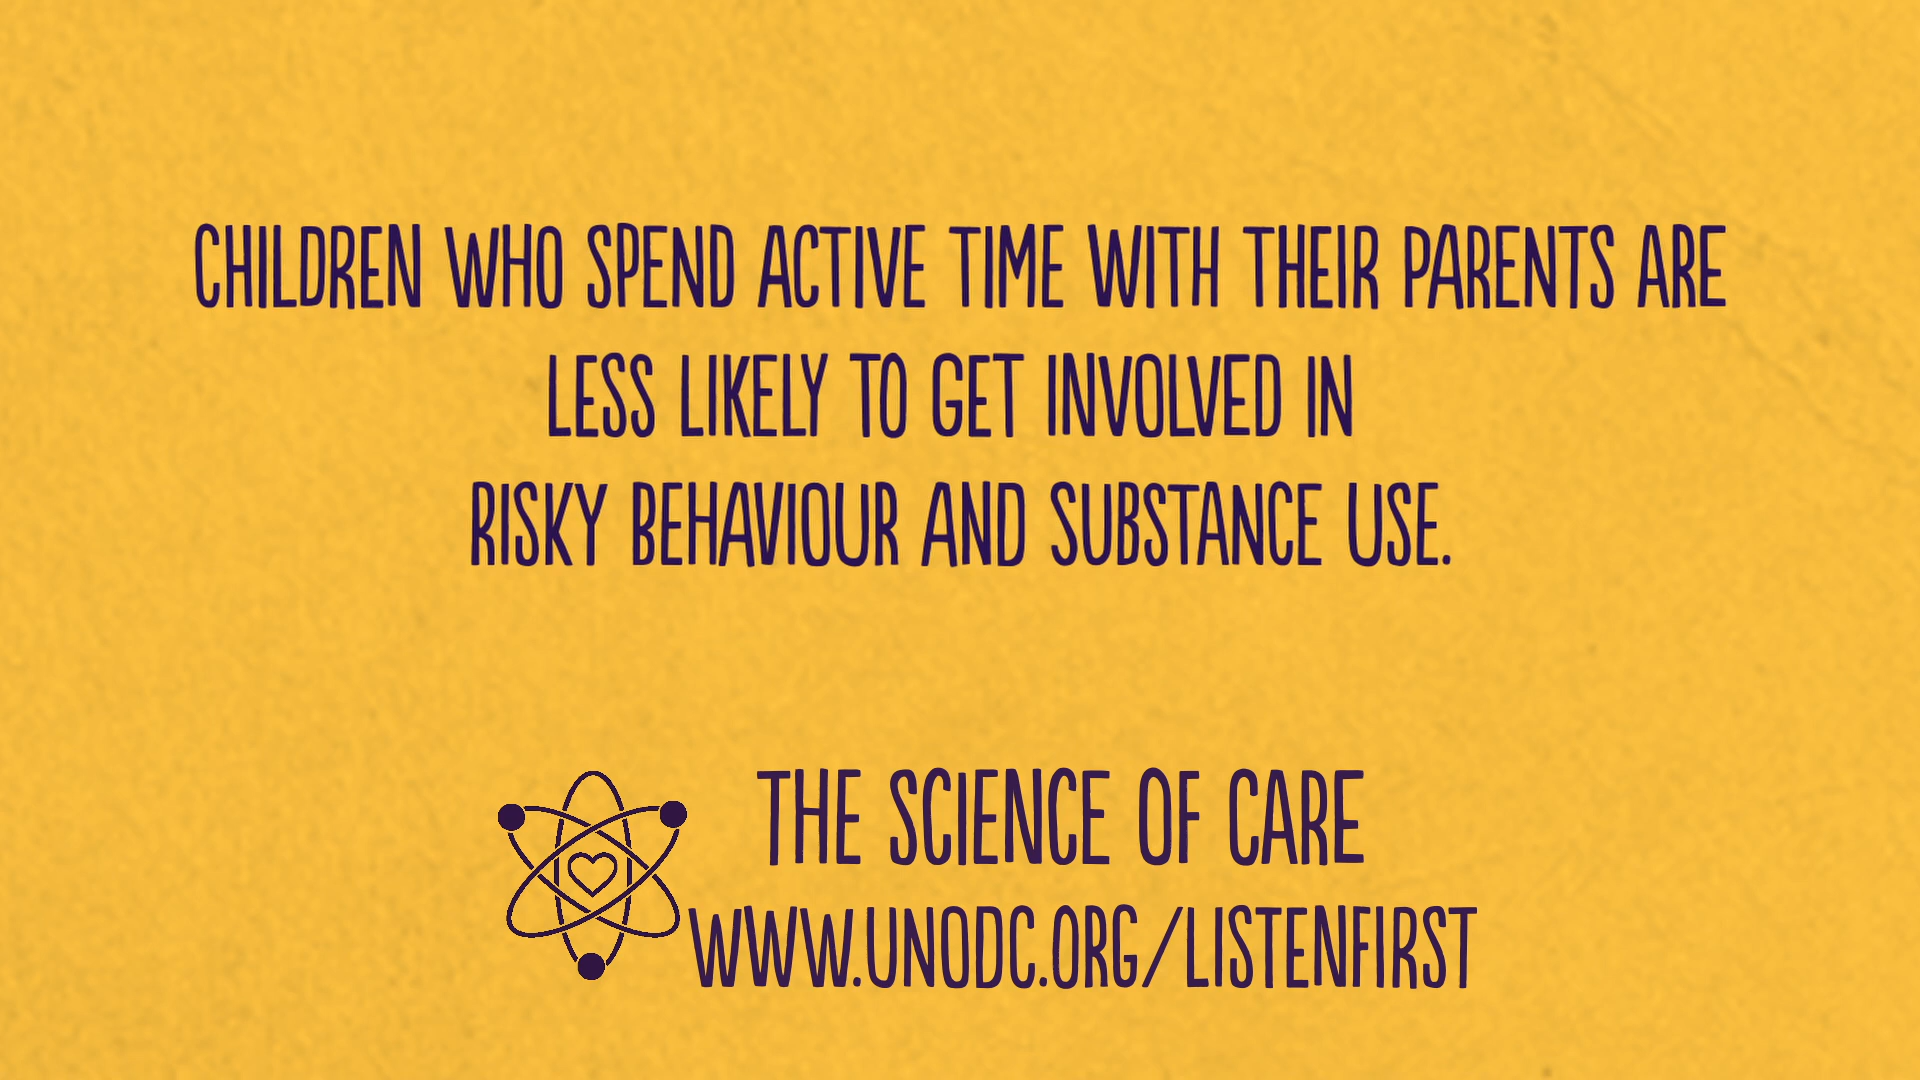 CHILDREN WHO SPEND ACTIVE TIME WITH THEIR PARENTS ARE
LESS LIKELY TO GET INVOLVED IN
RISKY BEHAVIOUR AND SUBSTANCE USE.
THE SCIENCE OF CARE
WWW.UNODC.ORG/LISTENFIRST